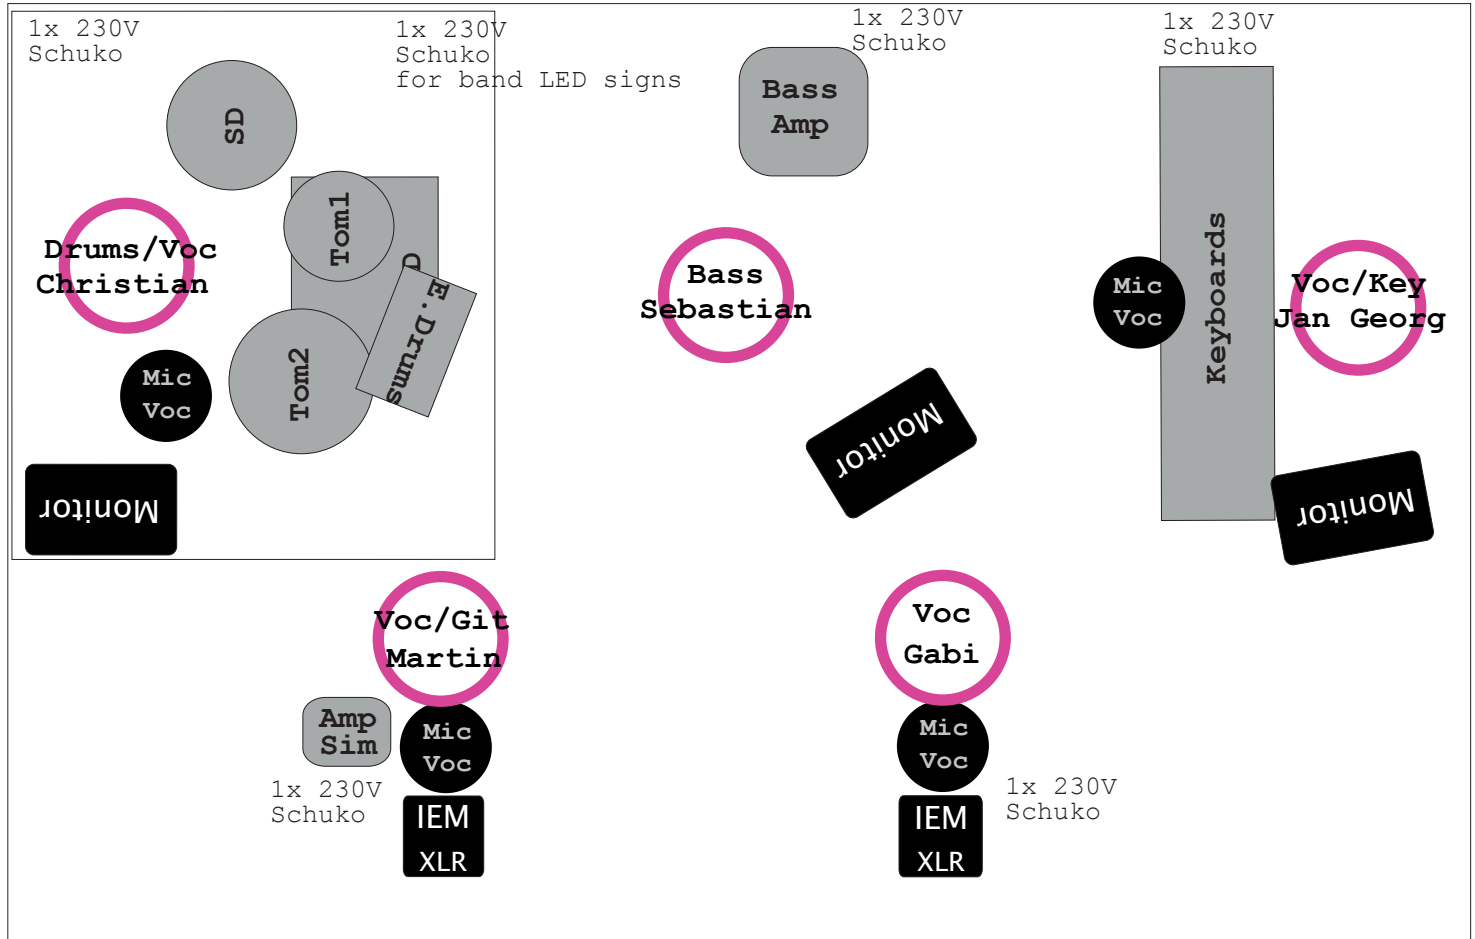 1x 230V
Schuko
1x 230V
Schuko
for band LED signs
1x 230V
Schuko
1x 230V
Schuko
SD
Bass
Amp
Tom1
Drums/Voc
Christian
D
E.Drums
Bass
Sebastian
Mic
Voc
Keyboards
Voc/Key
Jan Georg
Mic
Voc
Tom2
Monitor
Monitor
Monitor
Voc/Git
Martin
Voc
Gabi
Amp
Sim
Mic
Voc
Mic
Voc
1x 230V
Schuko
1x 230V
Schuko
IEM
XLR
IEM
XLR